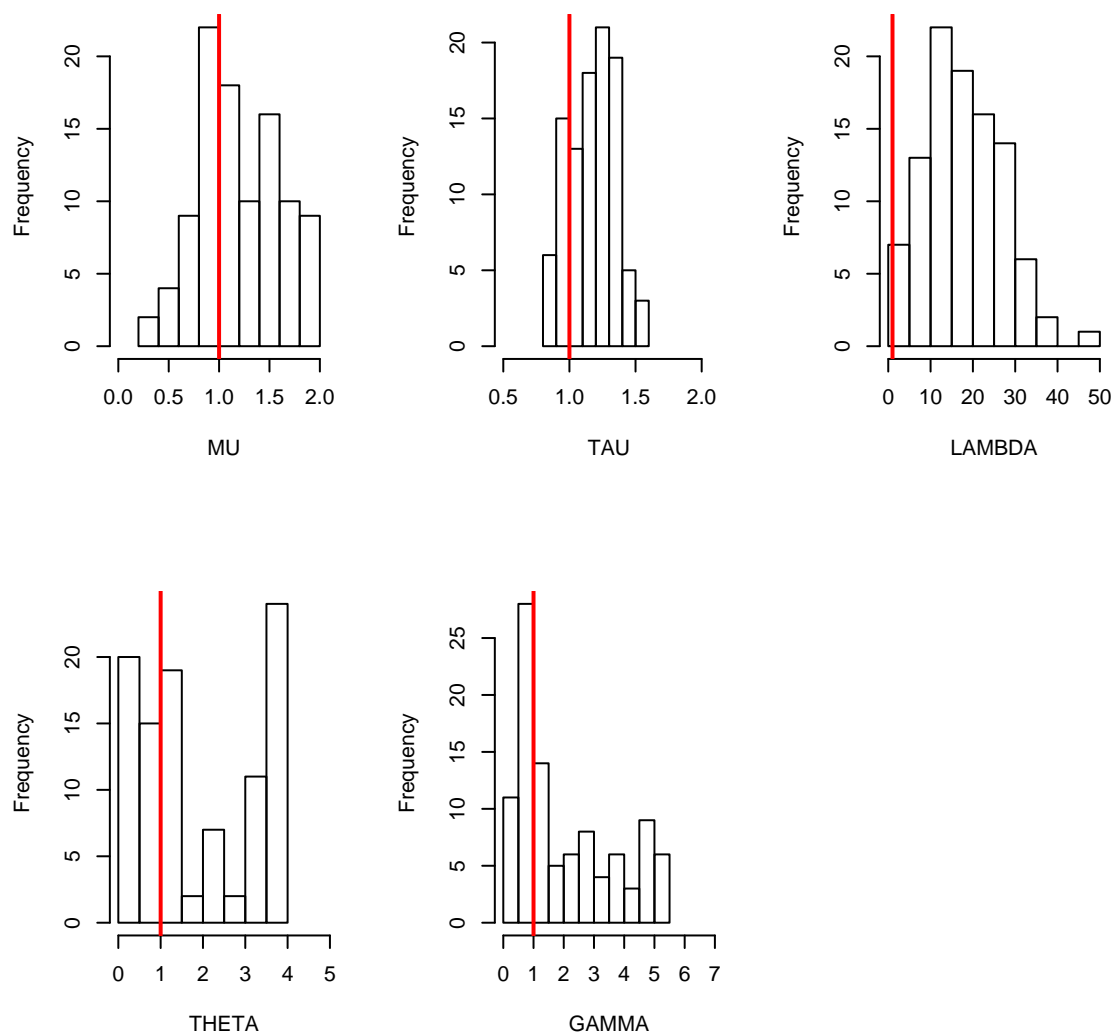 Frequency
0 5 10 15 20
0.0 0.5 1.0 1.5 2.0
MU
Frequency
0 5 10 15 20
0.5 1.0 1.5 2.0
TAU
Frequency
0 5 10 15 20
0 10 20 30 40 50
LAMBDA
Frequency
0 5 10 15 20
0 1 2 3 4 5
THETA
Frequency
0 5 10 15 20 25
0 1 2 3 4 5 6 7
GAMMA